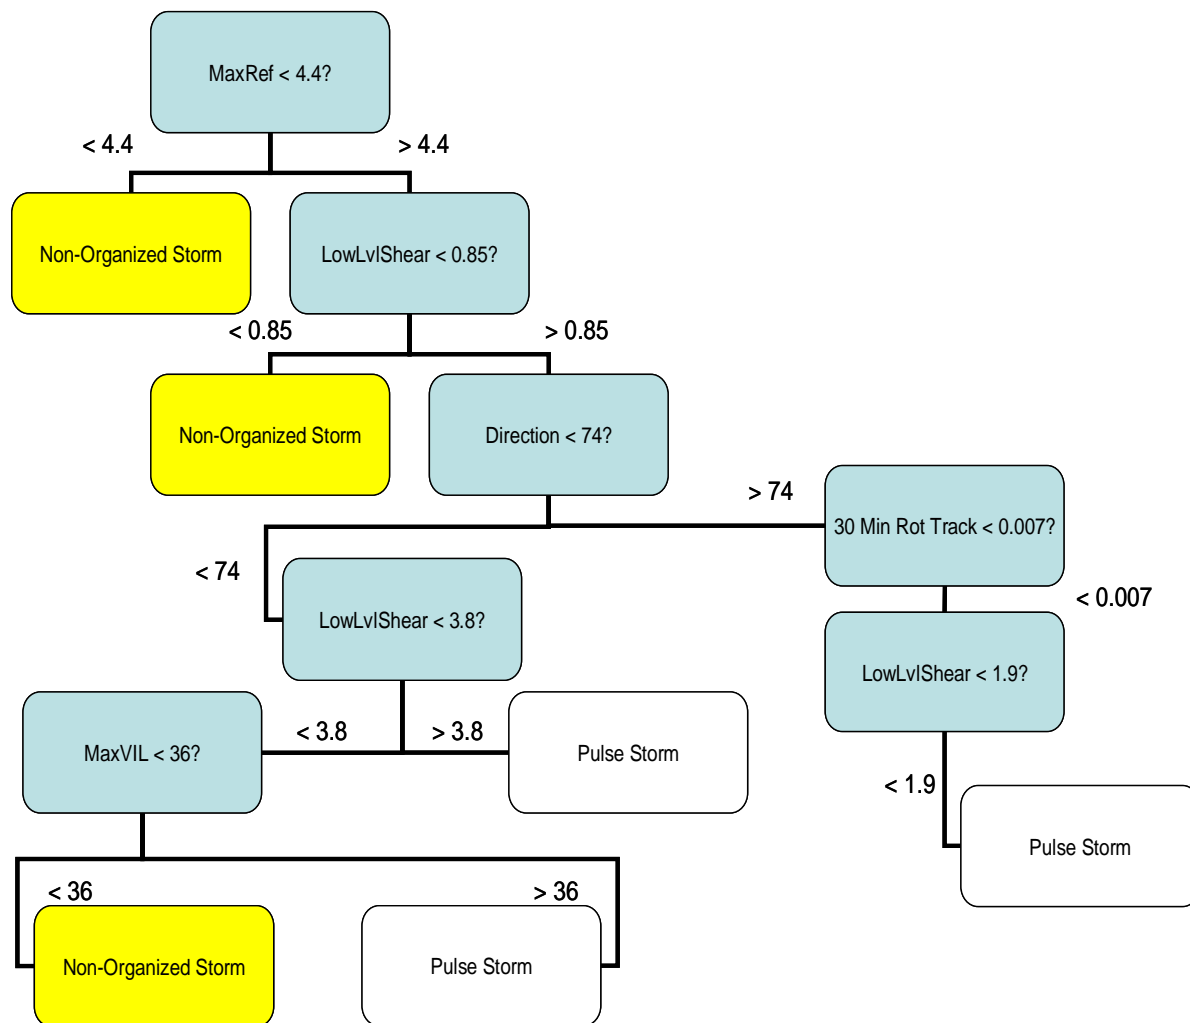 MaxRef < 4.4?
< 4.4
> 4.4
Non-Organized Storm
LowLvlShear < 0.85?
< 0.85
> 0.85
Non-Organized Storm
Direction < 74?
> 74
30 Min Rot Track < 0.007?
< 74
< 0.007
LowLvlShear < 3.8?
LowLvlShear < 1.9?
MaxVIL < 36?
< 3.8
> 3.8
Pulse Storm
< 1.9
Pulse Storm
< 36
> 36
Non-Organized Storm
Pulse Storm